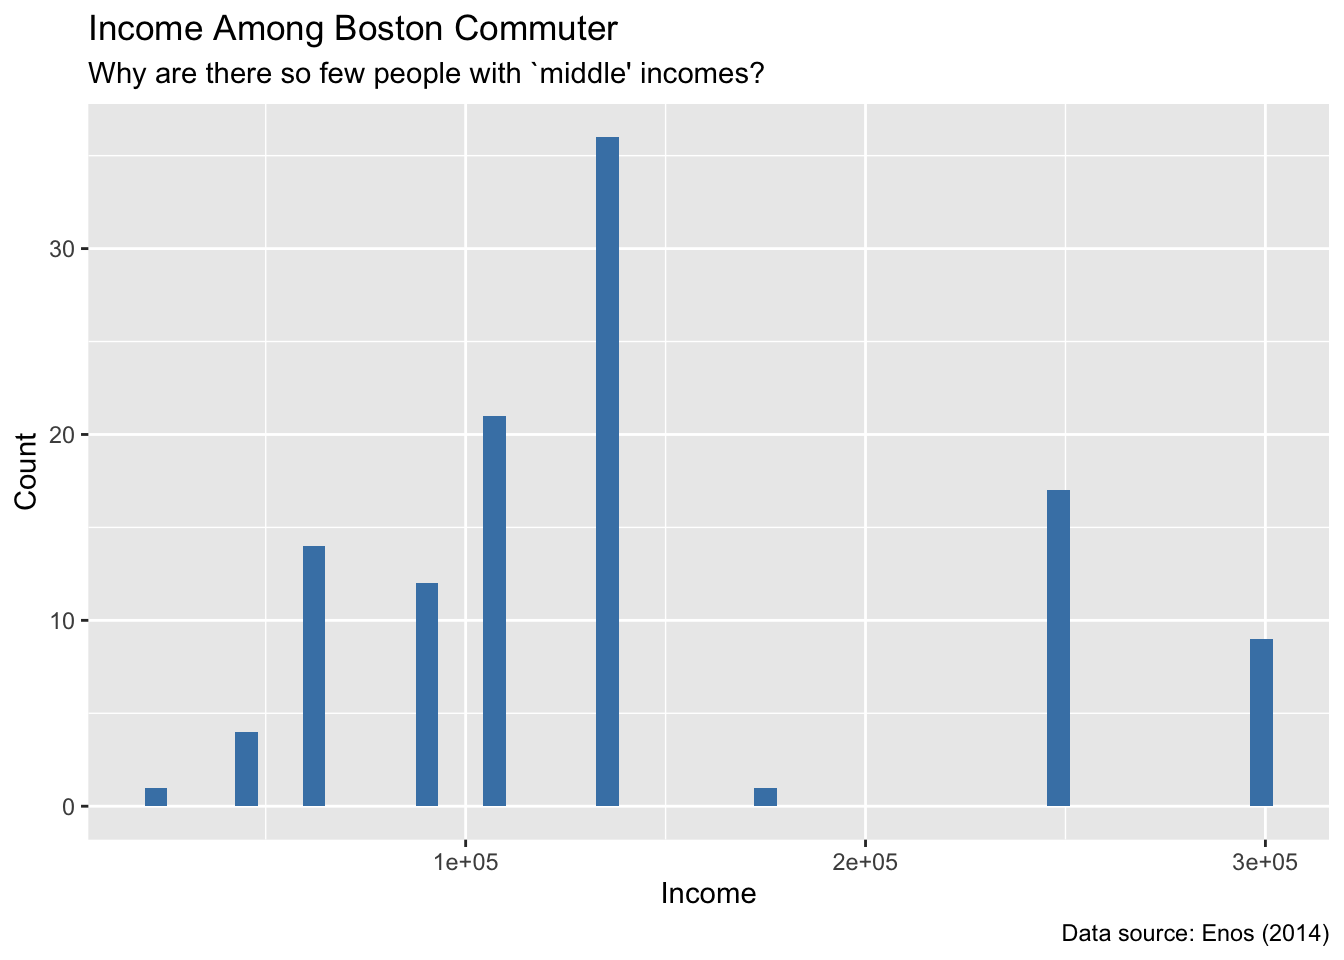 Income Among Boston Commuter
Why are there so few people with `middle' incomes?
30
20
10
0
Count
1e+05 2e+05 3e+05
Income
Data source: Enos (2014)